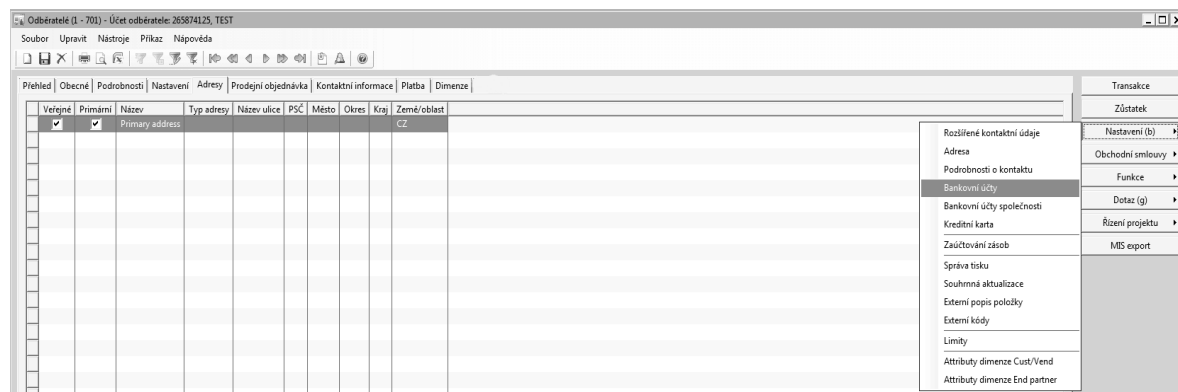 Odběratelé (1 - 701) - Účet odběratele: 265874125, TEST
Soubor Upravit Nástroje Příkaz Nápověda
Přehled Obecné Podrobnosti Nastavení Adresy Prodejní objednávka Kontaktní informace Platba Dimenze
Veřejné Primární Název Typ adresy Název ulice PSČ Město Okres Kraj Země/oblast
Primary address CZ
Rozšířené kontaktní údaje
Adresa
Podrobnosti o kontaktu
Bankovní účty
Bankovní účty společnosti
Kreditní karta
Zaúčtování zásob
Správa tisku
Souhrnná aktualizace
Externí popis položky
Externí kódy
Limity
Attributy dimenze Cust/Vend
Attributy dimenze End partner
Transakce
Zůstatek
Nastavení (b)
Obchodní smlouvy
Funkce
Dotaz (g)
Řízení projektu
MIS export